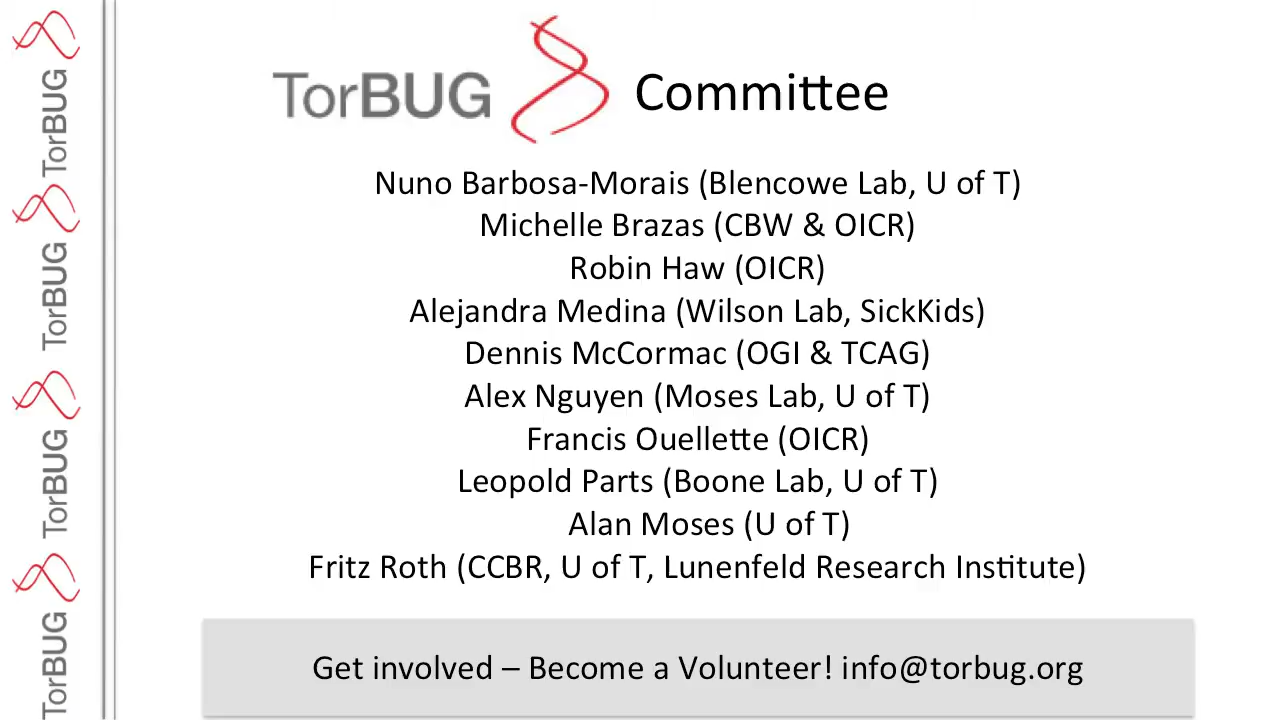 TorBUG Committee
Nuno Barbosa-Morais (Blencowe Lab, U of T)
Michelle Brazas (CBW & OICR)
Robin Haw (OICR)
Alejandra Medina (Wilson Lab, SickKids)
Dennis McCormac (OGI & TCAG)
Alex Nguyen (Moses Lab, U of T)
Francis Ouellette (OICR)
Leopold Parts (Boone Lab, U of T)
Alan Moses (U of T)
Fritz Roth (CCBR, U of T, Lunenfeld Research Institute)
Get involved – Become a Volunteer! info@torbug.org
TorBUG
TorBUG
TorBUG
TorBUG